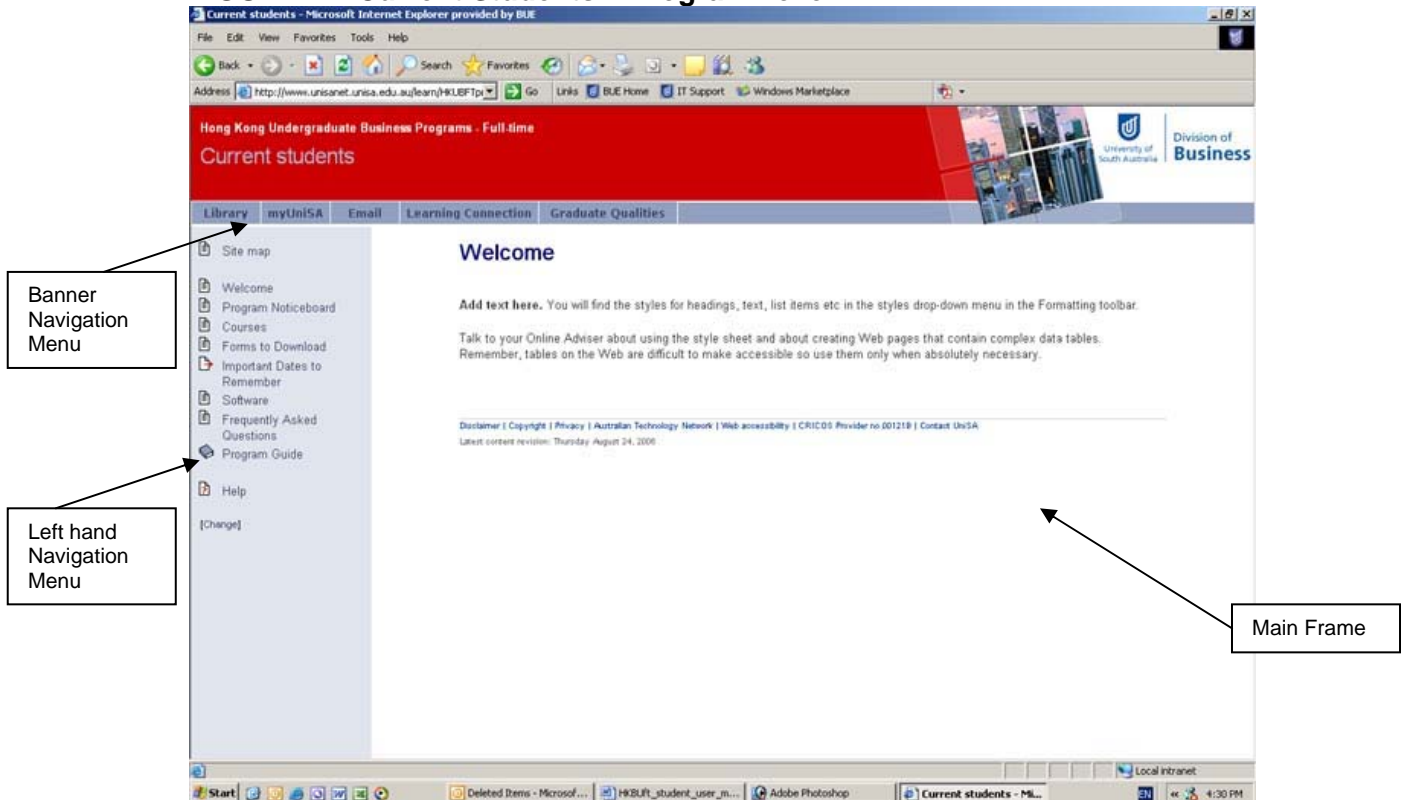 Current students - Microsoft Internet Explorer provided by BUE
File Edit View Favorites Tools Help
Back Search Favorites
Address http://www.unisanet.unisa.edu.au/learn/HKUBFTp Go Links BUE Home IT Support Windows Marketplace
Hong Kong Undergraduate Business Programs - Full-time
Current students
University of South Australia
Division of
Business
Library myUniSA Email Learning Connection Graduate Qualities
Site map
Welcome
Program Noticeboard
Courses
Forms to Download
Important Dates to
Remember
Software
Frequently Asked
Questions
Program Guide
Help
[Change]
Welcome
Add text here. You will find the styles for headings, text, list items etc in the styles drop-down menu in the Formatting toolbar.
Talk to your Online Adviser about using the style sheet and about creating Web pages that contain complex data tables.
Remember, tables on the Web are difficult to make accessible so use them only when absolutely necessary.
Disclaimer | Copyright | Privacy | Australian Technology Network | Web accessibility | CRICOS Provider no 00121B | Contact UniSA
Latest content revision: Thursday August 24, 2006
Banner
Navigation
Menu
Left hand
Navigation
Menu
Main Frame
Local intranet
Start Deleted Items - Microsof... HKBUft_student_user_m... Adobe Photoshop Current students - Mi... EN 4:30 PM